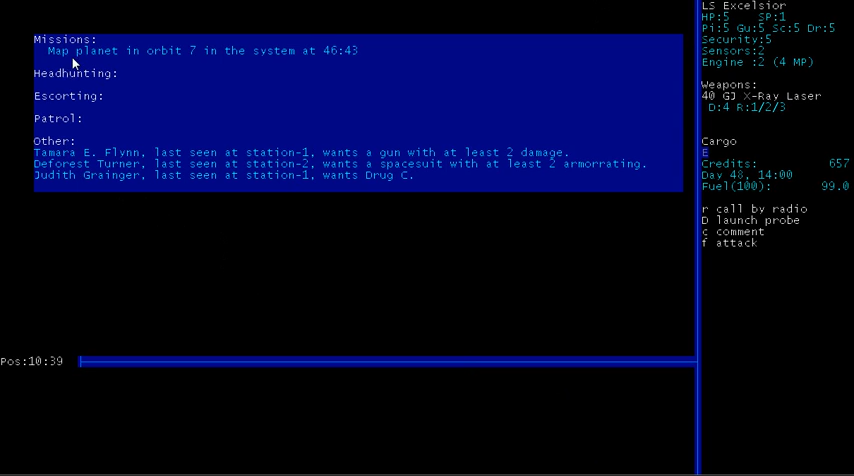 Missions:
Map planet in orbit 7 in the system at 46:43
Headhunting:
Escorting:
Patrol:
Other:
Tamara E. Flynn, last seen at station-1, wants a gun with at least 2 damage.
Deforest Turner, last seen at station-2, wants a spacesuit with at least 2 armorrating.
Judith Grainger, last seen at station-1, wants Drug C.
Pos:10:39
LS Excelsior
HP:5 SP:1
Pi:5 Gu:5 Sc:5 Dr:5
Security:5
Sensors:2
Engine :2 (4 MP)
Weapons:
40 GJ X-Ray Laser
D:4 R:1/2/3
Cargo
E
Credits: 657
Day 48, 14:00
Fuel(100): 99.0
r call by radio
D launch probe
c comment
f attack